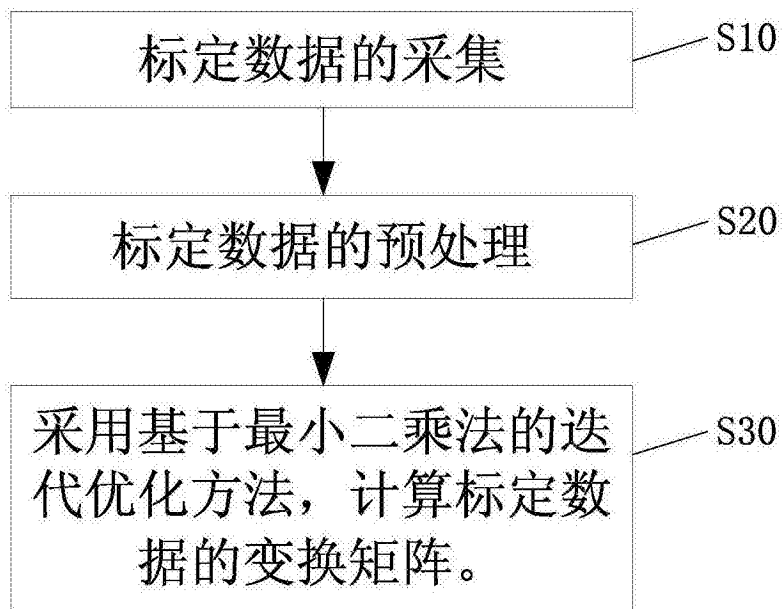 标定数据的采集
S10
标定数据的预处理
S20
采用基于最小二乘法的迭
代优化方法，计算标定数
据的变换矩阵。
S30